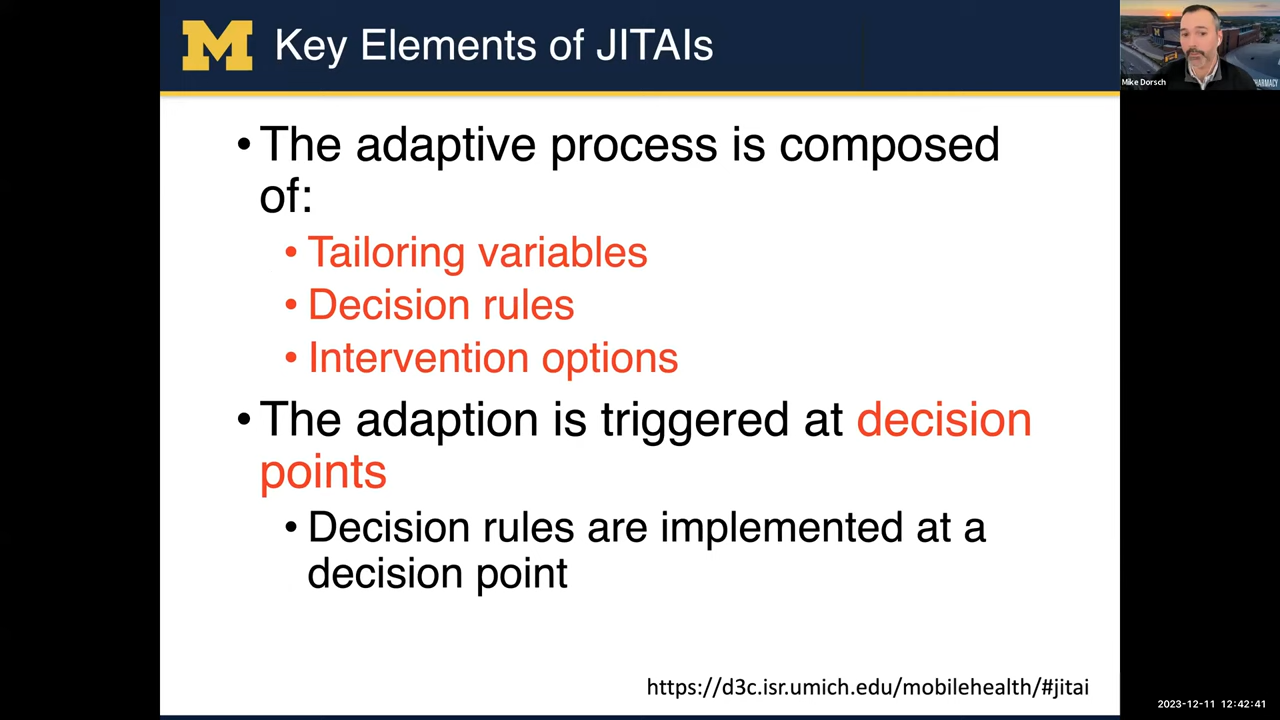 M Key Elements of JITAIs
• The adaptive process is composed
of:
• Tailoring variables
• Decision rules
• Intervention options
• The adaption is triggered at decision
points
• Decision rules are implemented at a
decision point
https://d3c.isr.umich.edu/mobilehealth/#jitai
M
Mike Dorsch
PHARMACY
2023-12-11 12:42:41